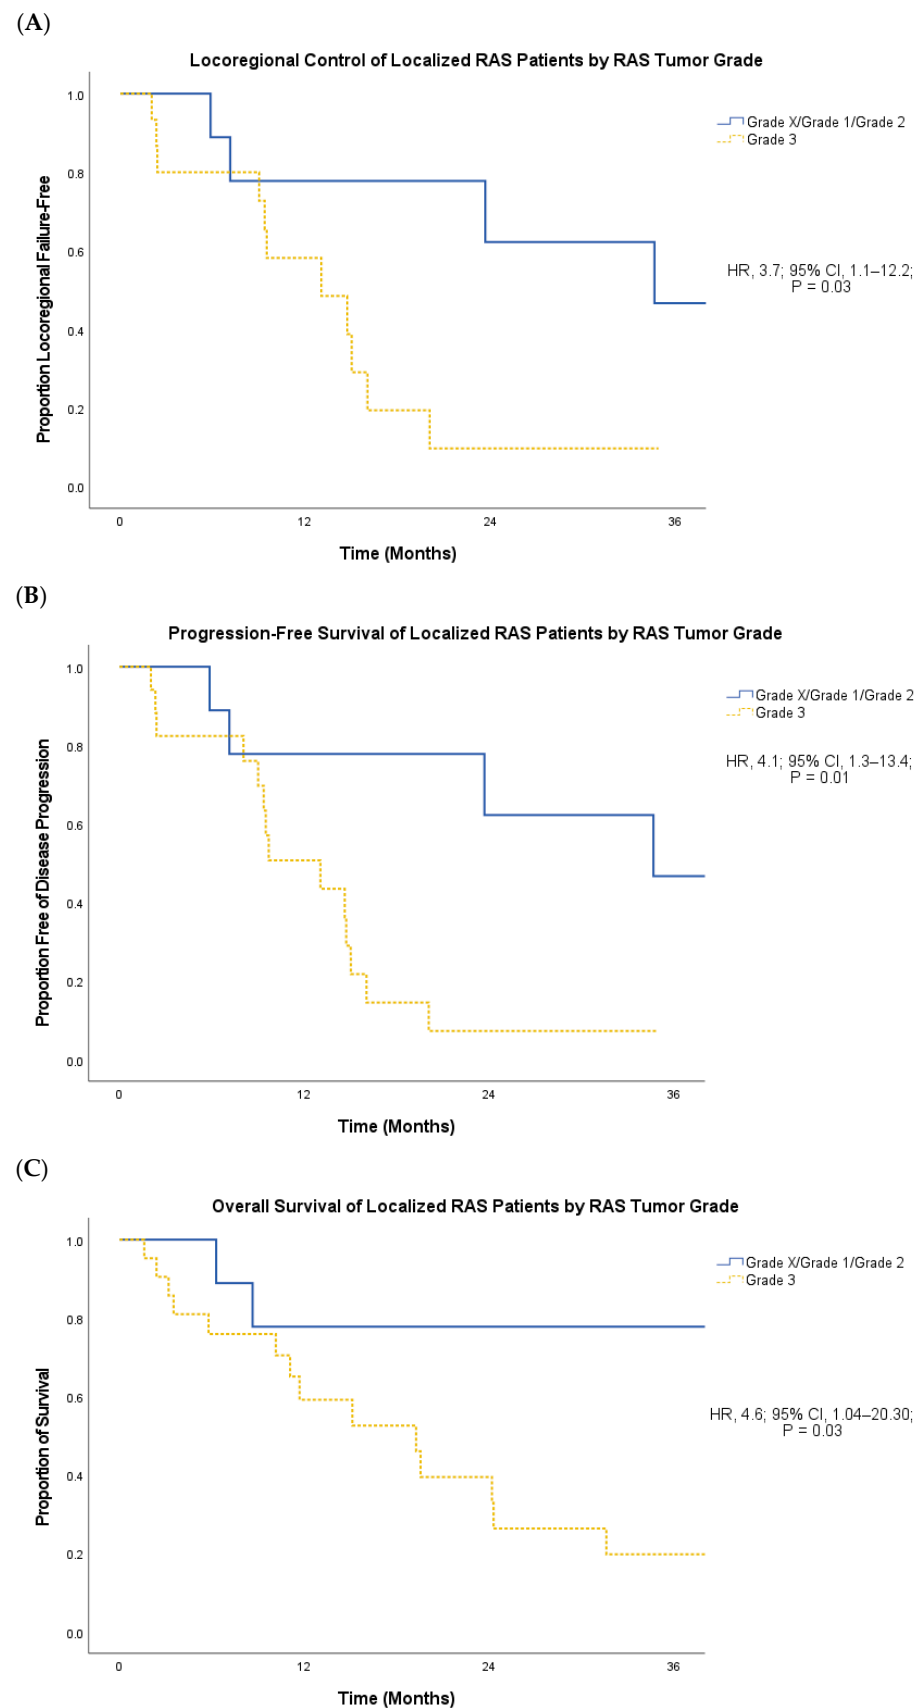 (A)
Locoregional Control of Localized RAS Patients by RAS Tumor Grade
Proportion Locoregional Failure-Free
1.0
0.8
0.6
0.4
0.2
0.0
Grade X/Grade 1/Grade 2
Grade 3
HR, 3.7; 95% CI, 1.1–12.2;
P = 0.03
0 12 24 36
Time (Months)
(B)
Progression-Free Survival of Localized RAS Patients by RAS Tumor Grade
Proportion Free of Disease Progression
1.0
0.8
0.6
0.4
0.2
0.0
Grade X/Grade 1/Grade 2
Grade 3
HR, 4.1; 95% CI, 1.3–13.4;
P = 0.01
0 12 24 36
Time (Months)
(C)
Overall Survival of Localized RAS Patients by RAS Tumor Grade
Proportion of Survival
1.0
0.8
0.6
0.4
0.2
0.0
Grade X/Grade 1/Grade 2
Grade 3
HR, 4.6; 95% CI, 1.04–20.30;
P = 0.03
0 12 24 36
Time (Months)